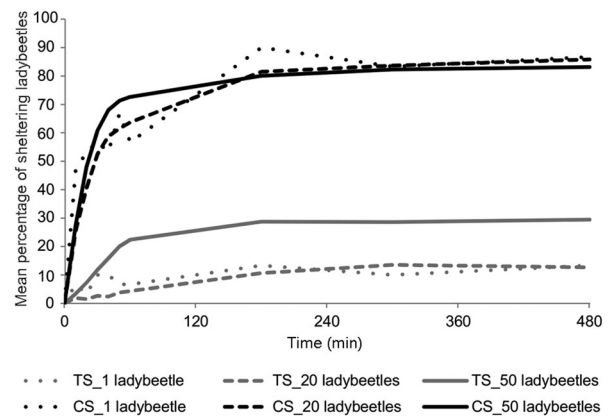 Mean percentage of sheltering ladybeetles
100
90
80
70
60
50
40
30
20
10
0
0 120 240 360 480
Time (min)
TS_1 ladybeetle TS_20 ladybeetles TS_50 ladybeetles
CS_1 ladybeetle CS_20 ladybeetles CS_50 ladybeetles